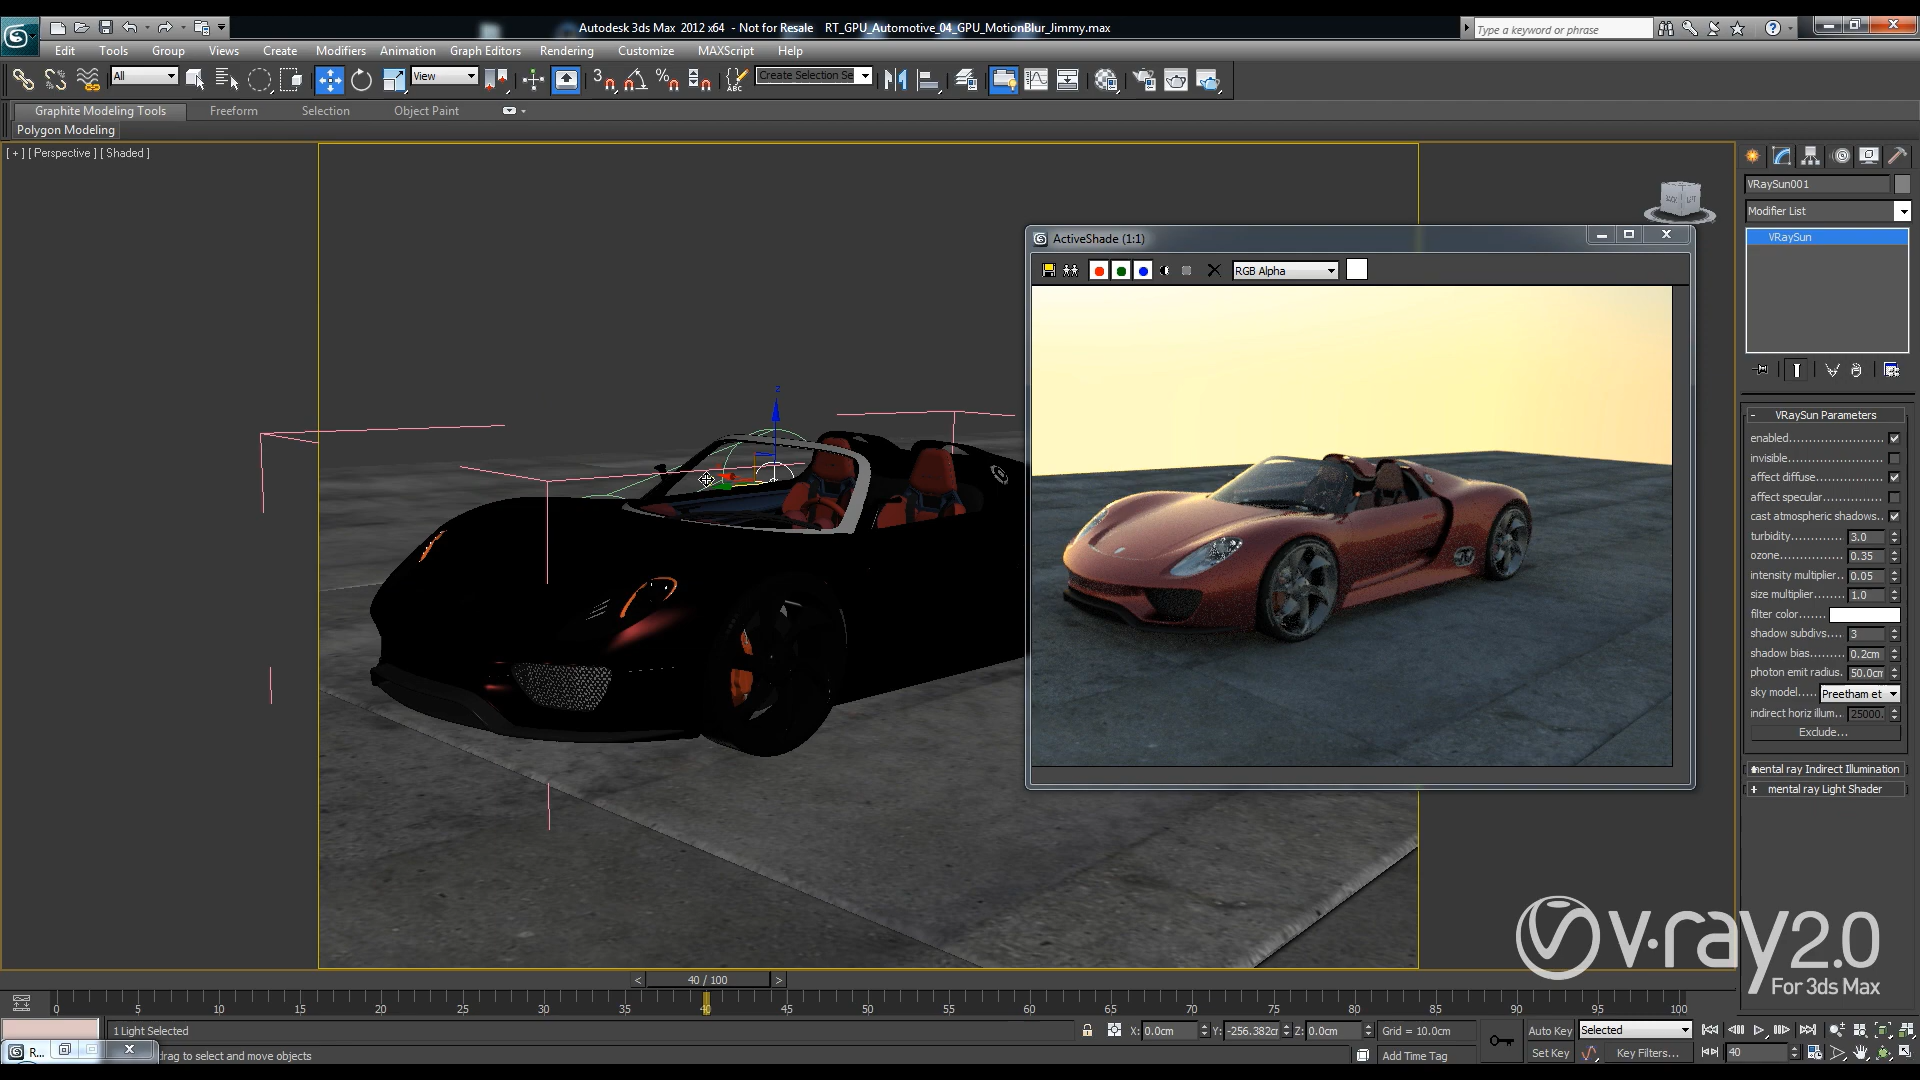 Autodesk 3ds Max 2012 x64 - Not for Resale RT_GPU_Automotive_04_GPU_MotionBlur_Jimmy.max
Type a keyword or phrase
Edit Tools Group Views Create Modifiers Animation Graph Editors Rendering Customize MAXScript Help
All View 3 % ABC Create Selection Se
Graphite Modeling Tools Freeform Selection Object Paint
Polygon Modeling
[ + ] [ Perspective ] [ Shaded ]
VRaySun001
Modifier List
VRaySun
ActiveShade (1:1)
RGB Alpha
z
- VRaySun Parameters
enabled
invisible
affect diffuse
affect specular
cast atmospheric shadows
turbidity 3.0
ozone 0.35
intensity multiplier 0.05
size multiplier 1.0
filter color
shadow subdivs 3
shadow bias 0.2cm
photon emit radius 50.0cm
sky model Preetham et
indirect horiz illum 25000.
Exclude...
mental ray Indirect Illumination
+ mental ray Light Shader
v·ray2.0
For 3ds Max
< 40 / 100 >
0 5 10 15 20 25 30 35 40 45 50 55 60 65 70 75 80 85 90 95 100
1 Light Selected
X: 0.0cm Y: -256.382cr Z: 0.0cm Grid = 10.0cm
Auto Key Selected
R...
drag to select and move objects
Add Time Tag
Set Key Key Filters... 40